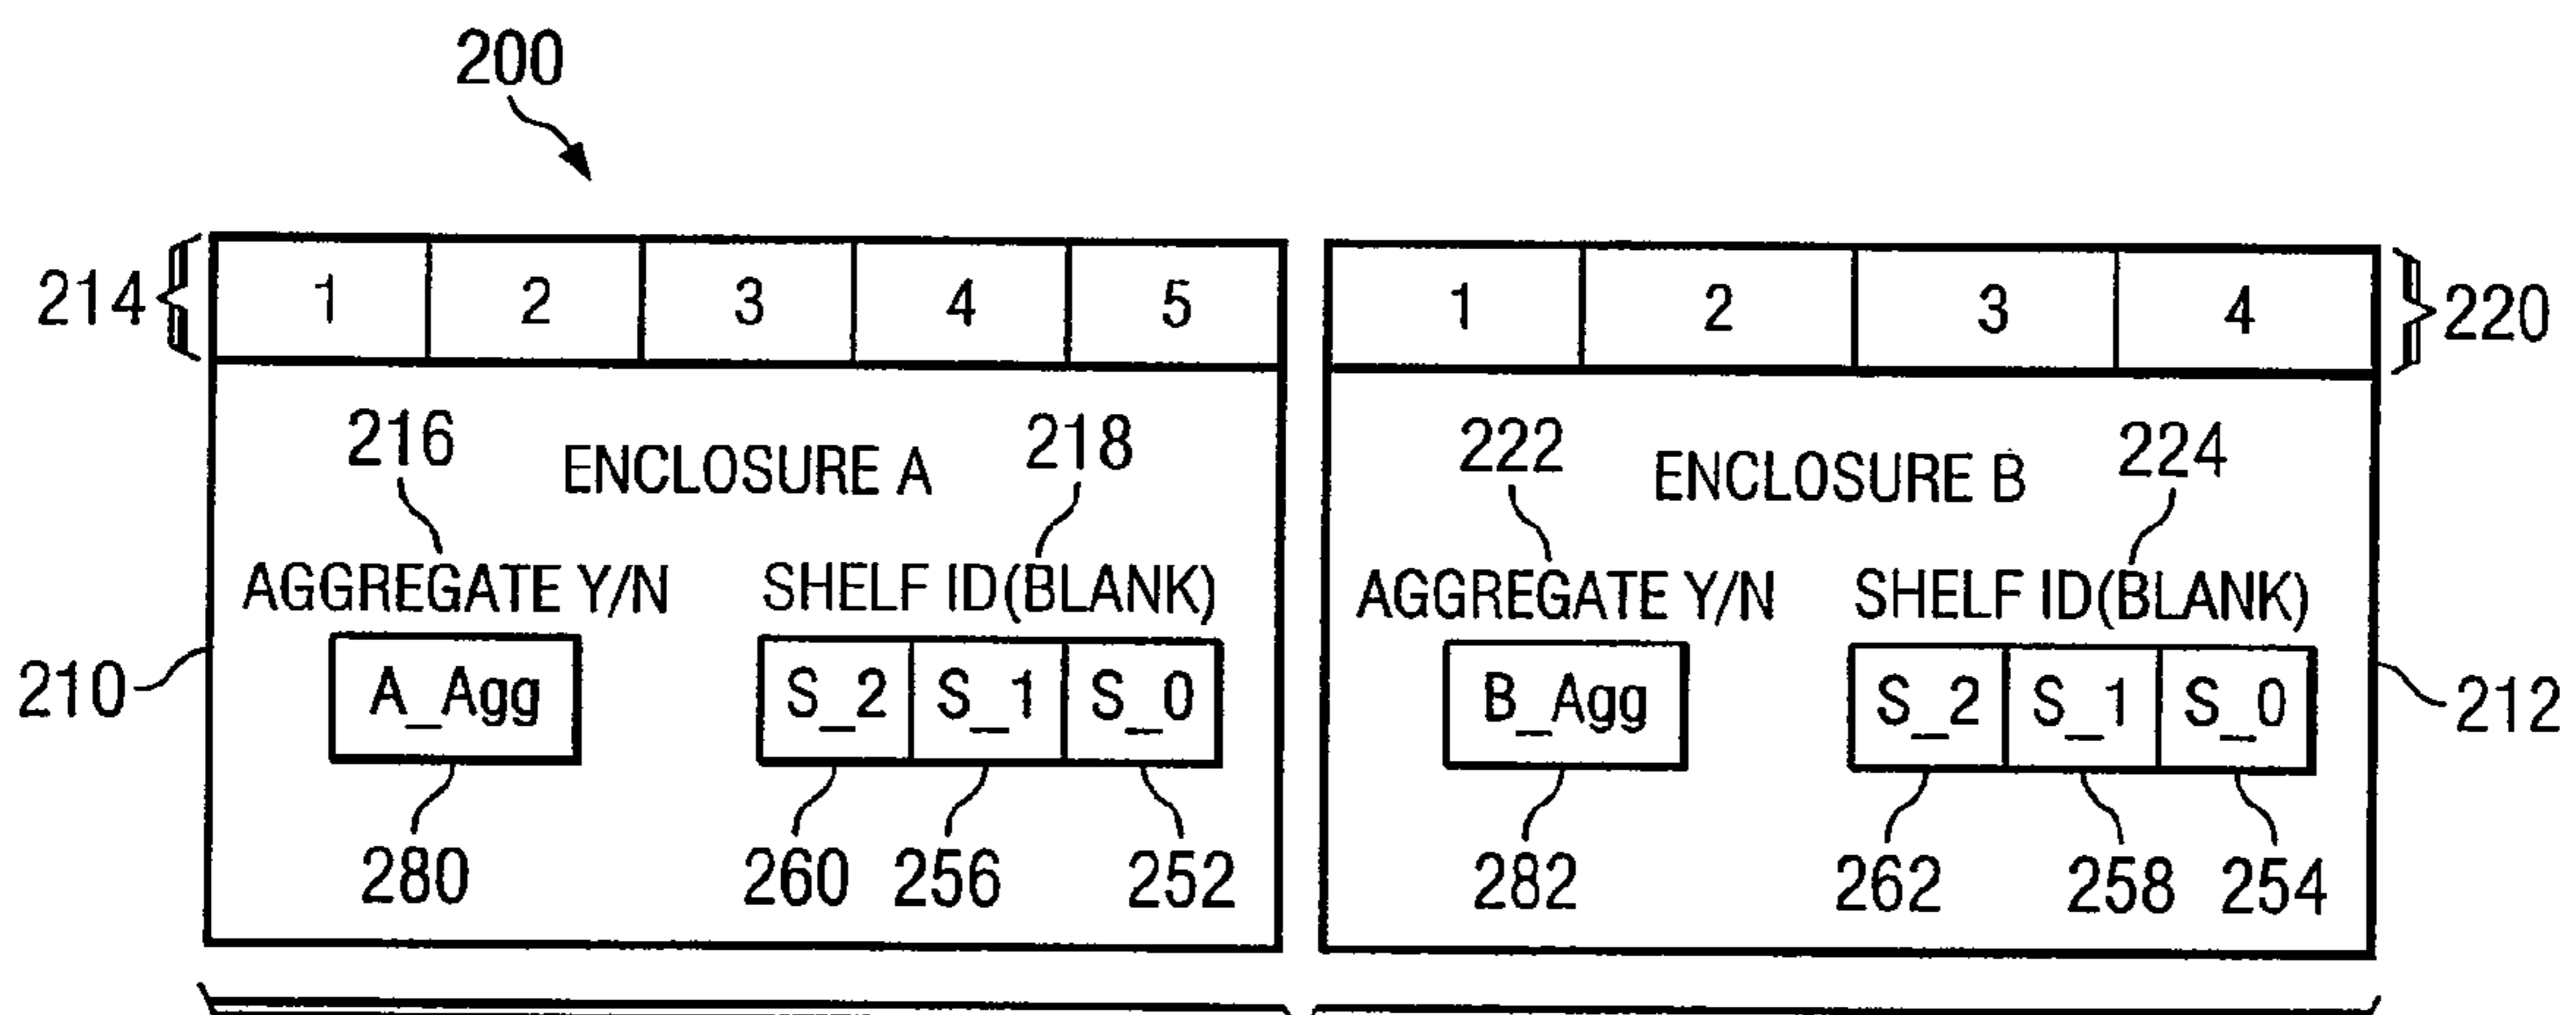 200
214 1 2 3 4 5 1 2 3 4 220
216 ENCLOSURE A 218 222 ENCLOSURE B 224
AGGREGATE Y/N SHELF ID(BLANK) AGGREGATE Y/N SHELF ID(BLANK)
210 A_Agg S_2 S_1 S_0 B_Agg S_2 S_1 S_0 212
280 260 256 252 282 262 258 254